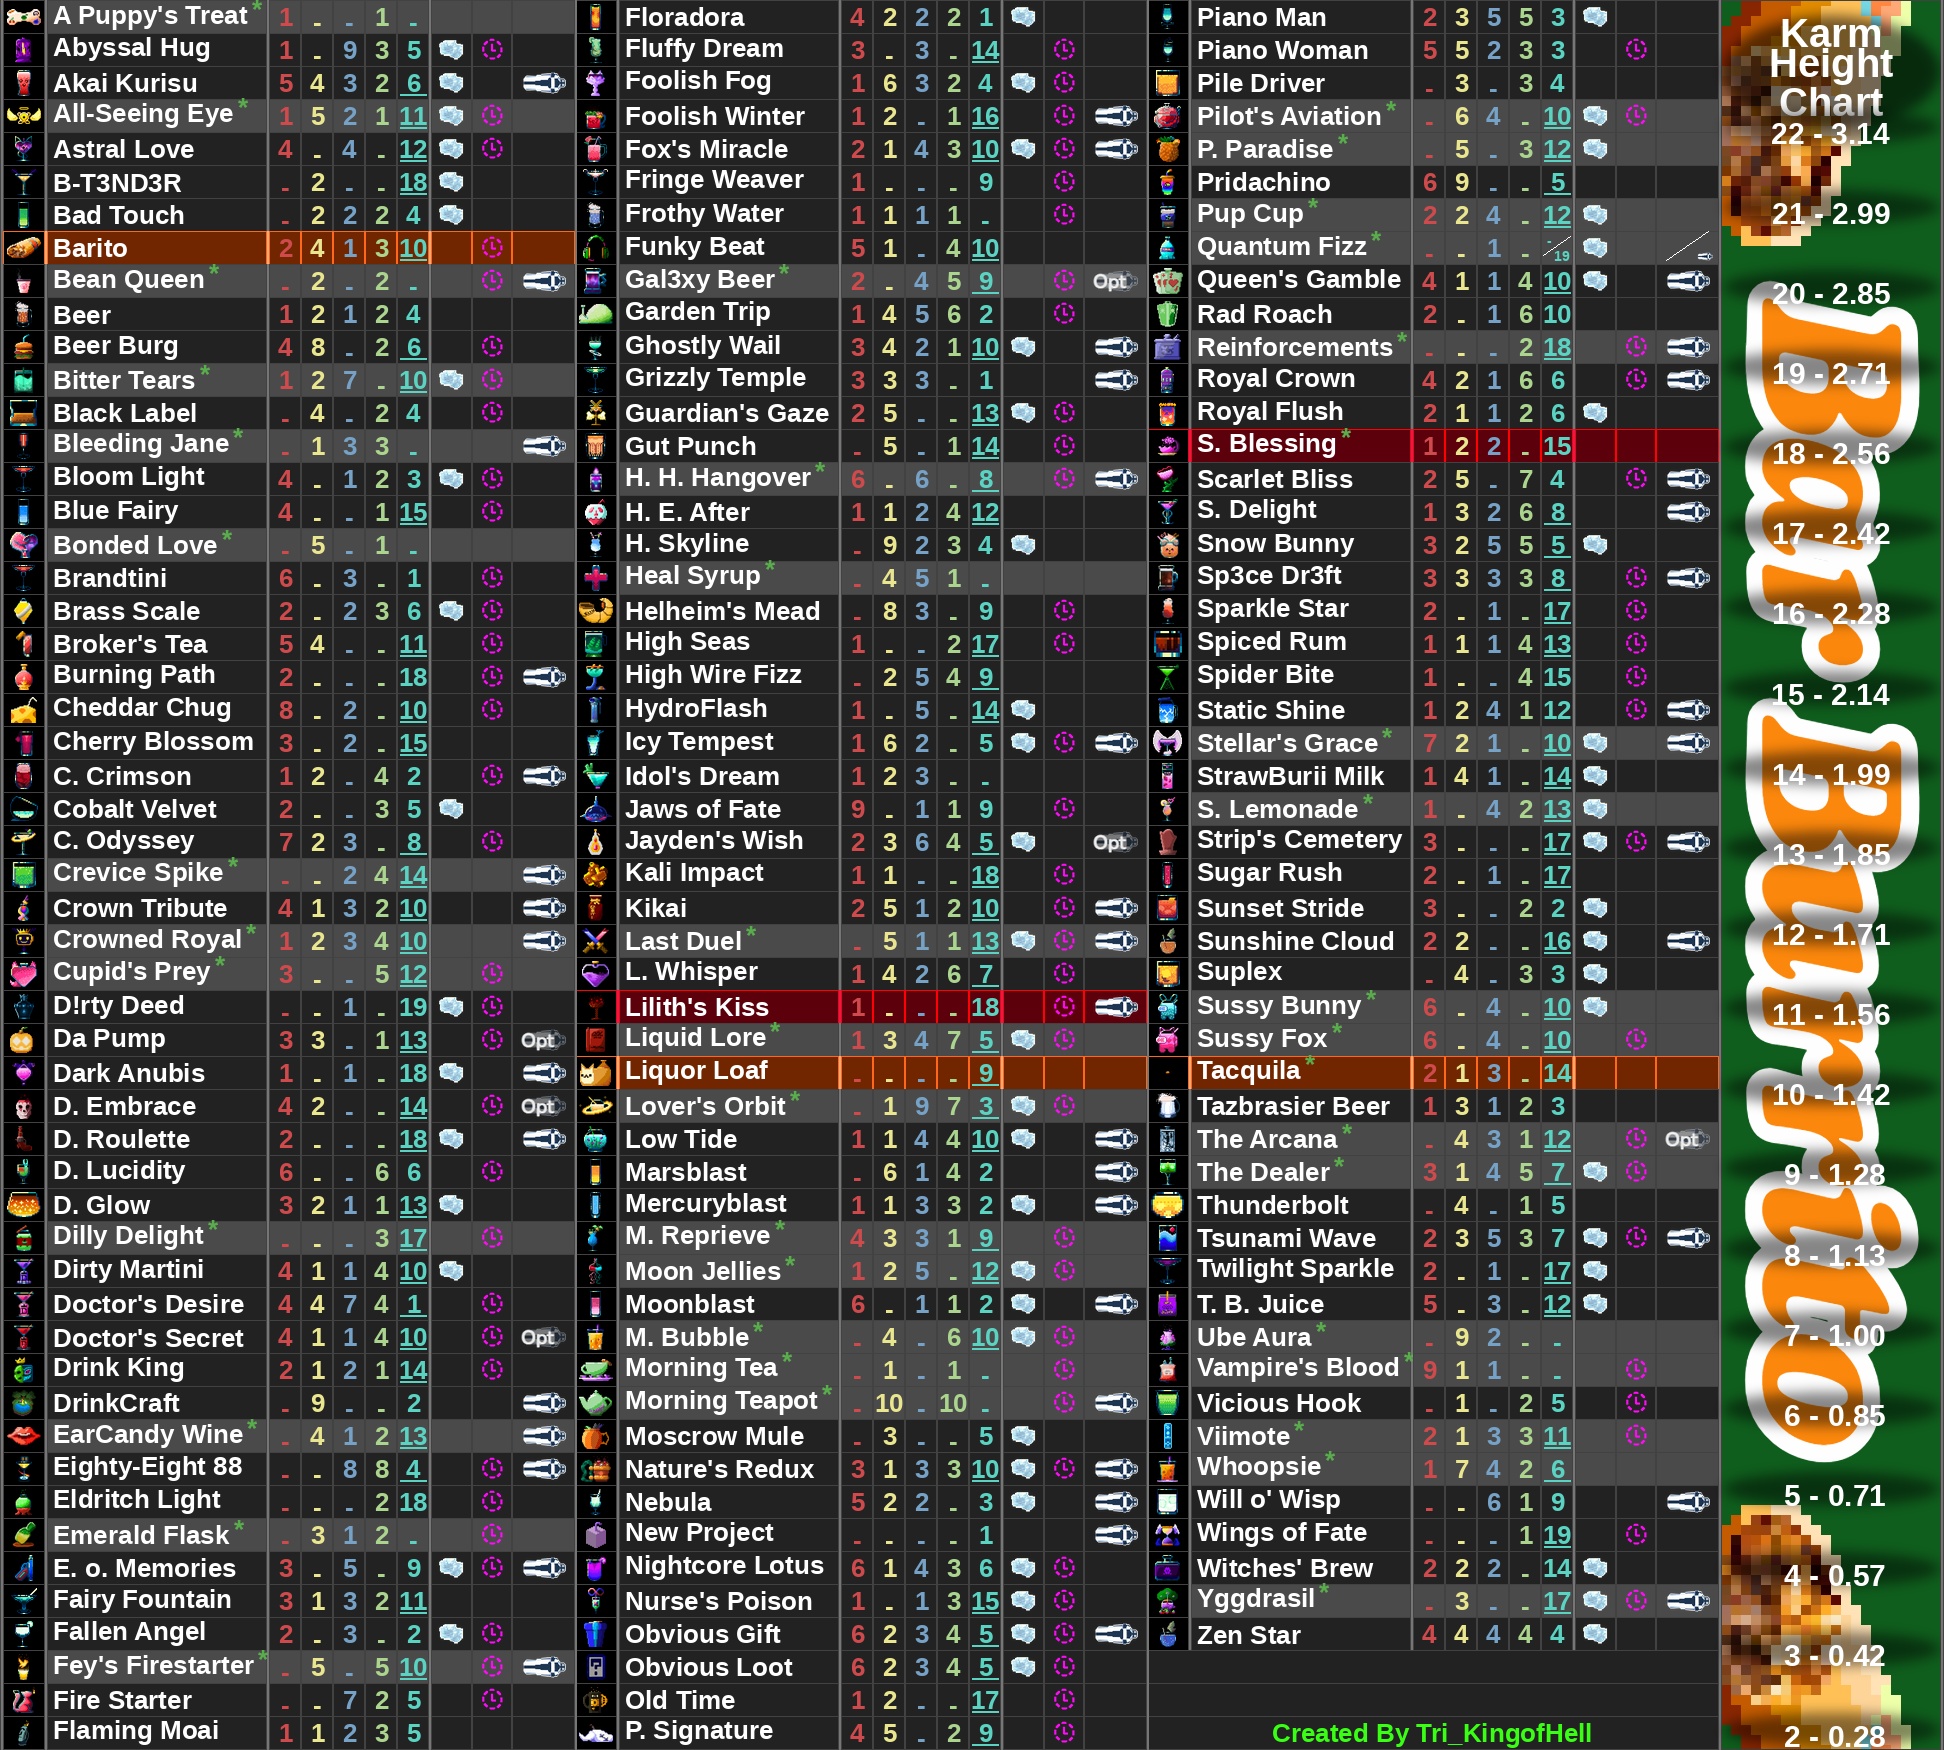 A Puppy's Treat * 1 - - 1 -
Abyssal Hug 1 - 9 3 5
Akai Kurisu 5 4 3 2 6
All-Seeing Eye * 1 5 2 1 11
Astral Love 4 - 4 - 12
B-T3ND3R - 2 - - 18
Bad Touch - 2 2 2 4
Barito 2 4 1 3 10
Bean Queen * - 2 - 2 -
Beer 1 2 1 2 4
Beer Burg 4 8 - 2 6
Bitter Tears * 1 2 7 - 10
Black Label - 4 - 2 4
Bleeding Jane * - 1 3 3 -
Bloom Light 4 - 1 2 3
Blue Fairy 4 - - 1 15
Bonded Love * - 5 - 1 -
Brandtini 6 - 3 - 1
Brass Scale 2 - 2 3 6
Broker's Tea 5 4 - - 11
Burning Path 2 - - - 18
Cheddar Chug 8 - 2 - 10
Cherry Blossom 3 - 2 - 15
C. Crimson 1 2 - 4 2
Cobalt Velvet 2 - - 3 5
C. Odyssey 7 2 3 - 8
Crevice Spike * - - 2 4 14
Crown Tribute 4 1 3 2 10
Crowned Royal * 1 2 3 4 10
Cupid's Prey * 3 - - 5 12
D!rty Deed - - 1 - 19
Da Pump 3 3 - 1 13 Opt
Dark Anubis 1 - 1 - 18
D. Embrace 4 2 - - 14 Opt
D. Roulette 2 - - - 18
D. Lucidity 6 - - 6 6
D. Glow 3 2 1 1 13
Dilly Delight * - - - 3 17
Dirty Martini 4 1 1 4 10
Doctor's Desire 4 4 7 4 1
Doctor's Secret 4 1 1 4 10 Opt
Drink King 2 1 2 1 14
DrinkCraft - 9 - - 2
EarCandy Wine * - 4 1 2 13
Eighty-Eight 88 - - 8 8 4
Eldritch Light - - - 2 18
Emerald Flask * - 3 1 2 -
E. o. Memories 3 - 5 - 9
Fairy Fountain 3 1 3 2 11
Fallen Angel 2 - 3 - 2
Fey's Firestarter * - 5 - 5 10
Fire Starter - - 7 2 5
Flaming Moai 1 1 2 3 5
Floradora 4 2 2 2 1
Fluffy Dream 3 - 3 - 14
Foolish Fog 1 6 3 2 4
Foolish Winter 1 2 - 1 16
Fox's Miracle 2 1 4 3 10
Fringe Weaver 1 - - - 9
Frothy Water 1 1 1 1 -
Funky Beat 5 1 - 4 10
Gal3xy Beer * 2 - 4 5 9 Opt
Garden Trip 1 4 5 6 2
Ghostly Wail 3 4 2 1 10
Grizzly Temple 3 3 3 - 1
Guardian's Gaze 2 5 - - 13
Gut Punch - 5 - 1 14
H. H. Hangover * 6 - 6 - 8
H. E. After 1 1 2 4 12
H. Skyline - 9 2 3 4
Heal Syrup * - 4 5 1 -
Helheim's Mead - 8 3 - 9
High Seas 1 - - 2 17
High Wire Fizz - 2 5 4 9
HydroFlash 1 - 5 - 14
Icy Tempest 1 6 2 - 5
Idol's Dream 1 2 3 - -
Jaws of Fate 9 - 1 1 9
Jayden's Wish 2 3 6 4 5 Opt
Kali Impact 1 1 - - 18
Kikai 2 5 1 2 10
Last Duel * - 5 1 1 13
L. Whisper 1 4 2 6 7
Lilith's Kiss 1 - - - 18
Liquid Lore * 1 3 4 7 5
Liquor Loaf - - - - 9
Lover's Orbit * - 1 9 7 3
Low Tide 1 1 4 4 10
Marsblast - 6 1 4 2
Mercuryblast 1 1 3 3 2
M. Reprieve * 4 3 3 1 9
Moon Jellies * 1 2 5 - 12
Moonblast 6 - 1 1 2
M. Bubble * - 4 - 6 10
Morning Tea * - 1 - 1 -
Morning Teapot * - 10 - 10 -
Moscrow Mule - 3 - - 5
Nature's Redux 3 1 3 3 10
Nebula 5 2 2 - 3
New Project - - - - 1
Nightcore Lotus 6 1 4 3 6
Nurse's Poison 1 - 1 3 15
Obvious Gift 6 2 3 4 5
Obvious Loot 6 2 3 4 5
Old Time 1 2 - - 17
P. Signature 4 5 - 2 9
Piano Man 2 3 5 5 3
Piano Woman 5 5 2 3 3
Pile Driver - 3 - 3 4
Pilot's Aviation * - 6 4 - 10
P. Paradise * - 5 - 3 12
Pridachino 6 9 - - 5
Pup Cup * 2 2 4 - 12
Quantum Fizz * - - 1 - -/19
Queen's Gamble 4 1 1 4 10
Rad Roach 2 - 1 6 10
Reinforcements * - - - 2 18
Royal Crown 4 2 1 6 6
Royal Flush 2 1 1 2 6
S. Blessing * 1 2 2 - 15
Scarlet Bliss 2 5 - 7 4
S. Delight 1 3 2 6 8
Snow Bunny 3 2 5 5 5
Sp3ce Dr3ft 3 3 3 3 8
Sparkle Star 2 - 1 - 17
Spiced Rum 1 1 1 4 13
Spider Bite 1 - - 4 15
Static Shine 1 2 4 1 12
Stellar's Grace * 7 2 1 - 10
StrawBurii Milk 1 4 1 - 14
S. Lemonade * 1 - 4 2 13
Strip's Cemetery 3 - - - 17
Sugar Rush 2 - 1 - 17
Sunset Stride 3 - - 2 2
Sunshine Cloud 2 2 - - 16
Suplex - 4 - 3 3
Sussy Bunny * 6 - 4 - 10
Sussy Fox * 6 - 4 - 10
Tacquila * 2 1 3 - 14
Tazbrasier Beer 1 3 1 2 3
The Arcana * - 4 3 1 12 Opt
The Dealer * 3 1 4 5 7
Thunderbolt - 4 - 1 5
Tsunami Wave 2 3 5 3 7
Twilight Sparkle 2 - 1 - 17
T. B. Juice 5 - 3 - 12
Ube Aura * - 9 2 - -
Vampire's Blood * 9 1 1 - -
Vicious Hook - 1 - 2 5
Viimote * 2 1 3 3 11
Whoopsie * 1 7 4 2 6
Will o' Wisp - - 6 1 9
Wings of Fate - - - 1 19
Witches' Brew 2 2 2 - 14
Yggdrasil * - 3 - - 17
Zen Star 4 4 4 4 4
Created By Tri_KingofHell
Karm
Height
Chart
22 - 3.14
21 - 2.99
20 - 2.85
19 - 2.71
18 - 2.56
17 - 2.42
16 - 2.28
15 - 2.14
14 - 1.99
13 - 1.85
12 - 1.71
11 - 1.56
10 - 1.42
9 - 1.28
8 - 1.13
7 - 1.00
6 - 0.85
5 - 0.71
4 - 0.57
3 - 0.42
2 - 0.28
Bar Burrito